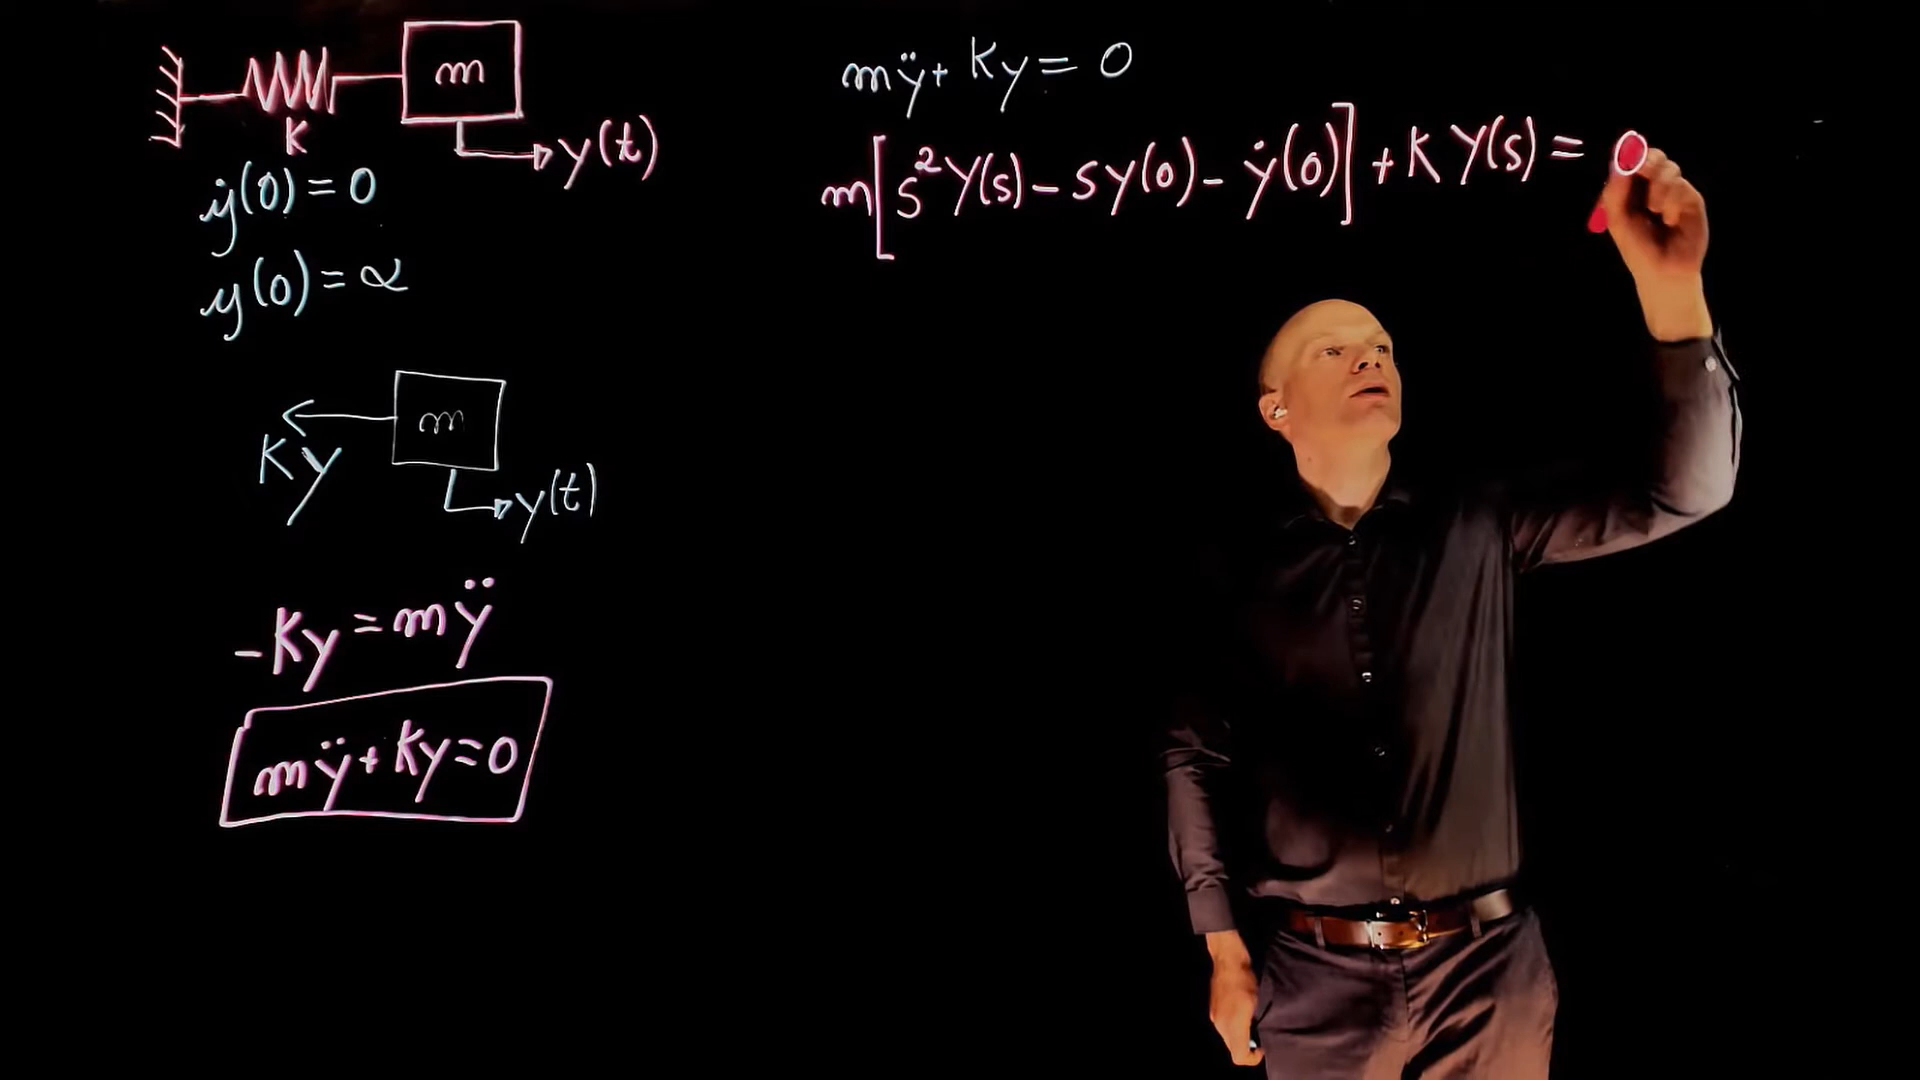 m
K
y(t)
ẏ(0) = 0
y(0) = α
m
Ky
y(t)
-Ky = mÿ
mÿ + Ky = 0
mÿ + Ky = 0
m[s²Y(s) - sy(0) - ẏ(0)] + KY(s) = 0